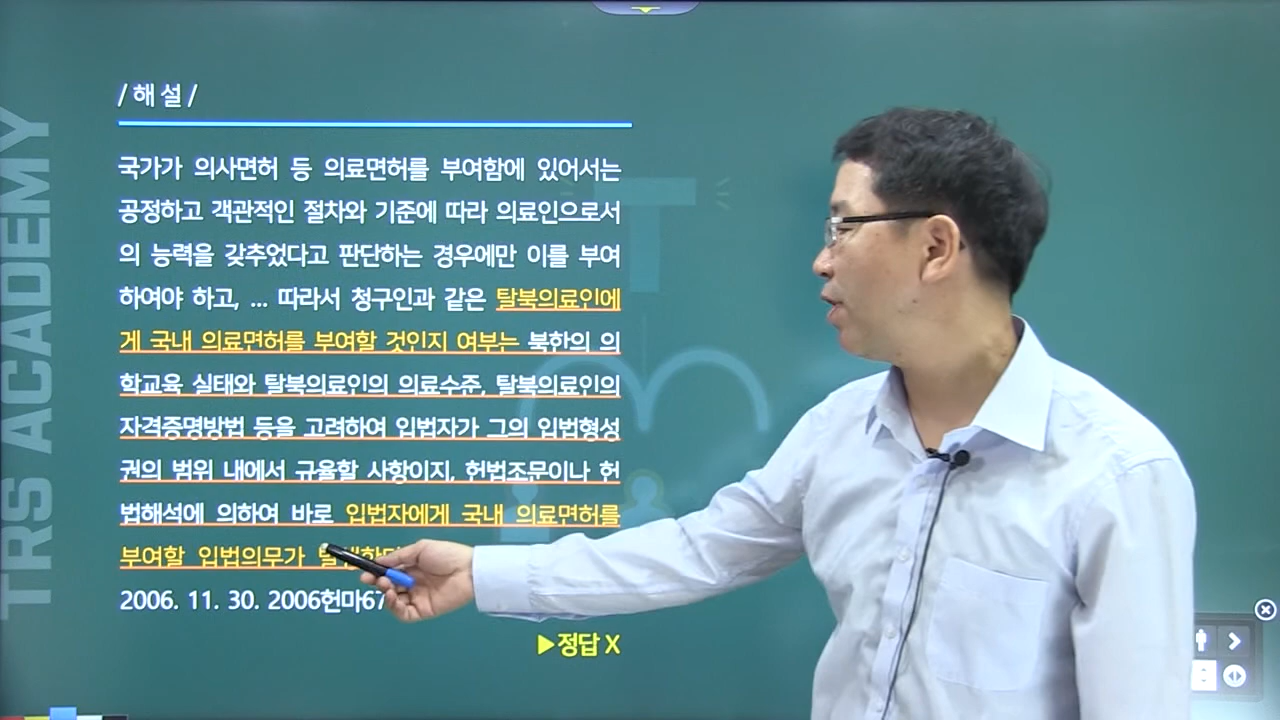 / 해 설 /
국가가 의사면허 등 의료면허를 부여함에 있어서는
공정하고 객관적인 절차와 기준에 따라 의료인으로서
의 능력을 갖추었다고 판단하는 경우에만 이를 부여
하여야 하고, ... 따라서 청구인과 같은 탈북의료인에
게 국내 의료면허를 부여할 것인지 여부는 북한의 의
학교육 실태와 탈북의료인의 의료수준, 탈북의료인의
자격증명방법 등을 고려하여 입법자가 그의 입법형성
권의 범위 내에서 규율할 사항이지, 헌법조문이나 헌
법해석에 의하여 바로 입법자에게 국내 의료면허를
부여할 입법의무가
2006. 11. 30. 2006헌마67
▶정답 X
TRS ACADEMY